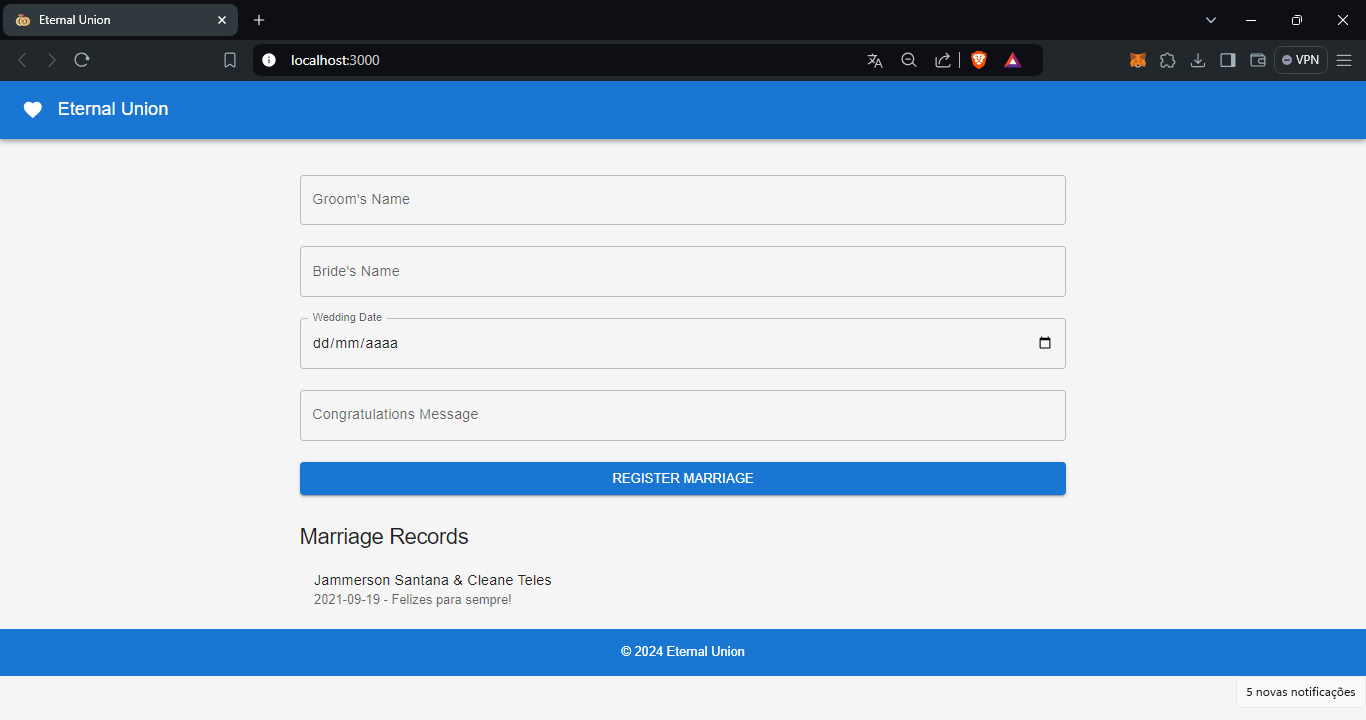 Eternal Union
localhost:3000
VPN
Eternal Union
Groom's Name
Bride's Name
Wedding Date
dd/mm/aaaa
Congratulations Message
REGISTER MARRIAGE
Marriage Records
Jammerson Santana & Cleane Teles
2021-09-19 - Felizes para sempre!
© 2024 Eternal Union
5 novas notificações